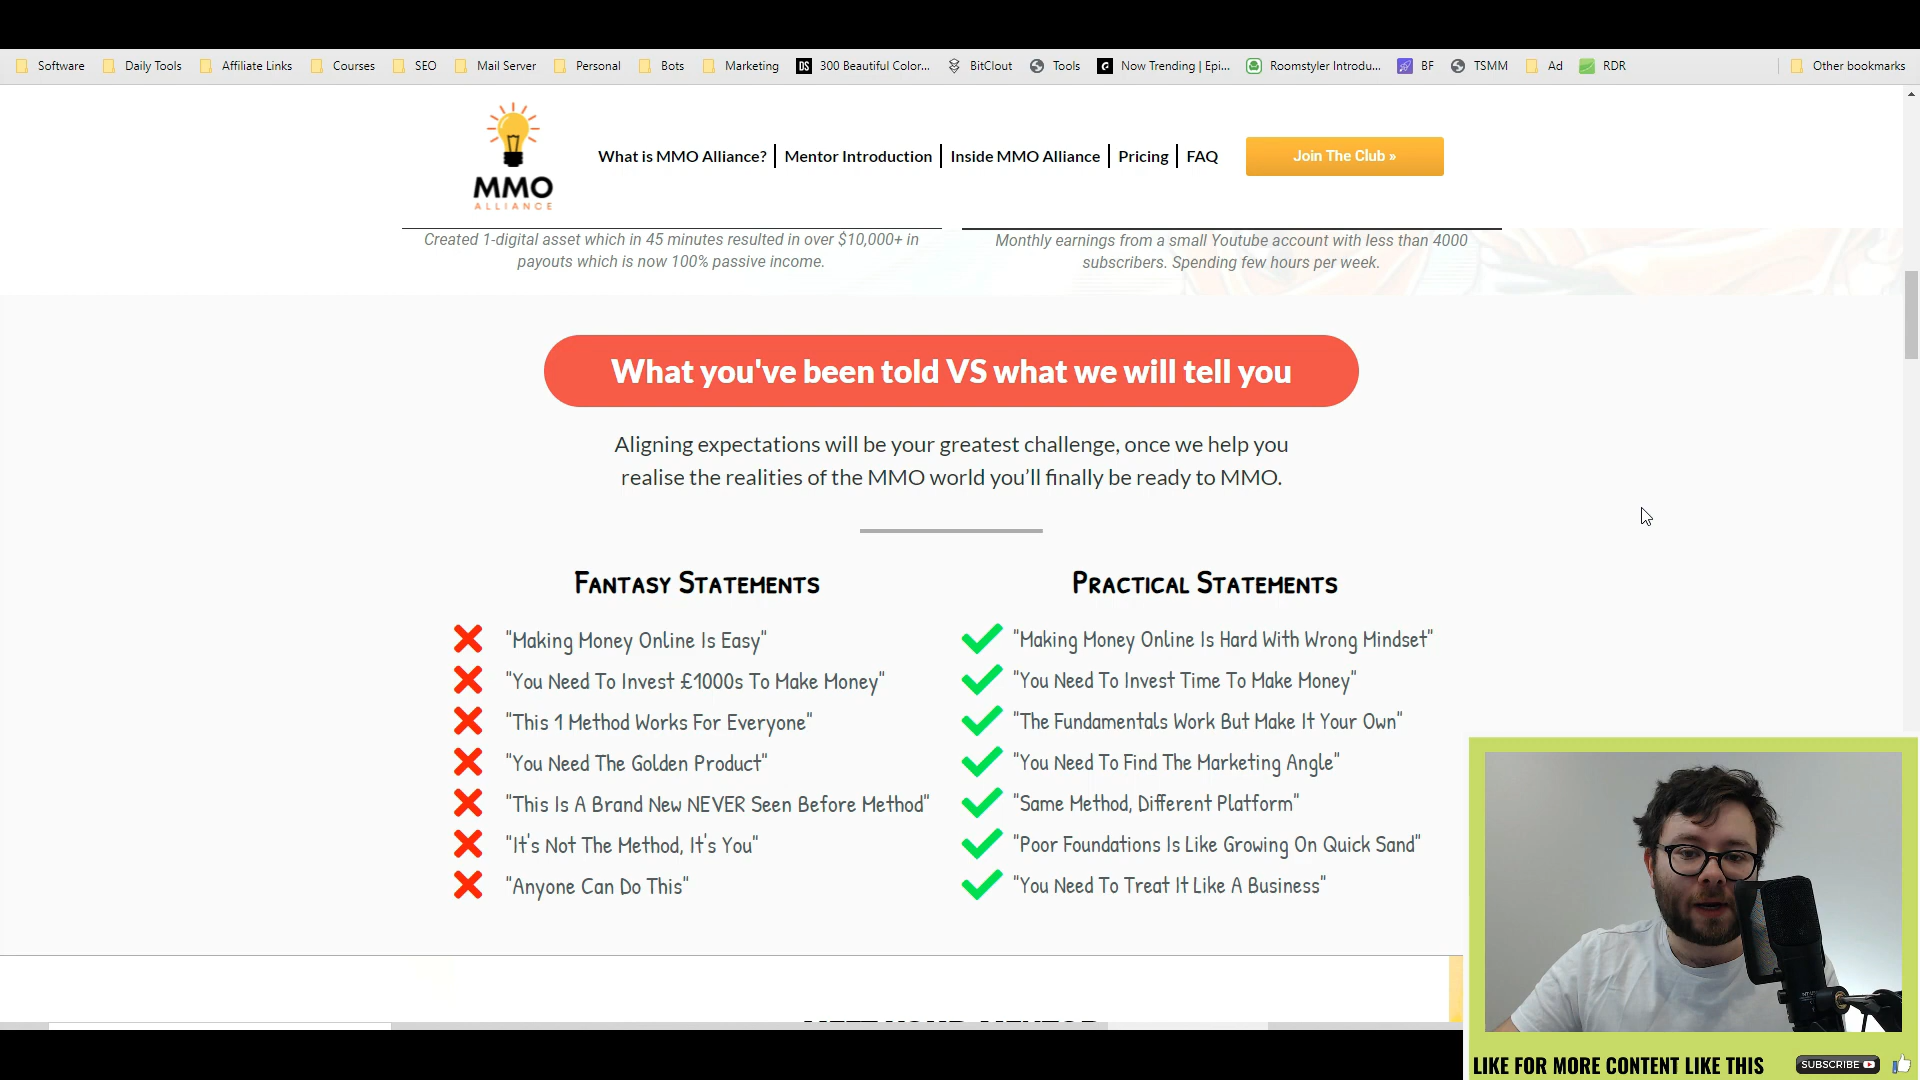 Software Daily Tools Affiliate Links Courses SEO Mail Server Personal Bots Marketing DS 300 Beautiful Color... BitClout Tools Now Trending | Epi... Roomstyler Introdu... BF TSMM Ad RDR Other bookmarks
MMO
ALLIANCE
What is MMO Alliance? Mentor Introduction Inside MMO Alliance Pricing FAQ Join The Club »
Created 1-digital asset which in 45 minutes resulted in over $10,000+ in
payouts which is now 100% passive income.
Monthly earnings from a small Youtube account with less than 4000
subscribers. Spending few hours per week.
What you've been told VS what we will tell you
Aligning expectations will be your greatest challenge, once we help you
realise the realities of the MMO world you'll finally be ready to MMO.
Fantasy Statements
"Making Money Online Is Easy"
"You Need To Invest £1000s To Make Money"
"This 1 Method Works For Everyone"
"You Need The Golden Product"
"This Is A Brand New NEVER Seen Before Method"
"It's Not The Method, It's You"
"Anyone Can Do This"
Practical Statements
"Making Money Online Is Hard With Wrong Mindset"
"You Need To Invest Time To Make Money"
"The Fundamentals Work But Make It Your Own"
"You Need To Find The Marketing Angle"
"Same Method, Different Platform"
"Poor Foundations Is Like Growing On Quick Sand"
"You Need To Treat It Like A Business"
LIKE FOR MORE CONTENT LIKE THIS SUBSCRIBE